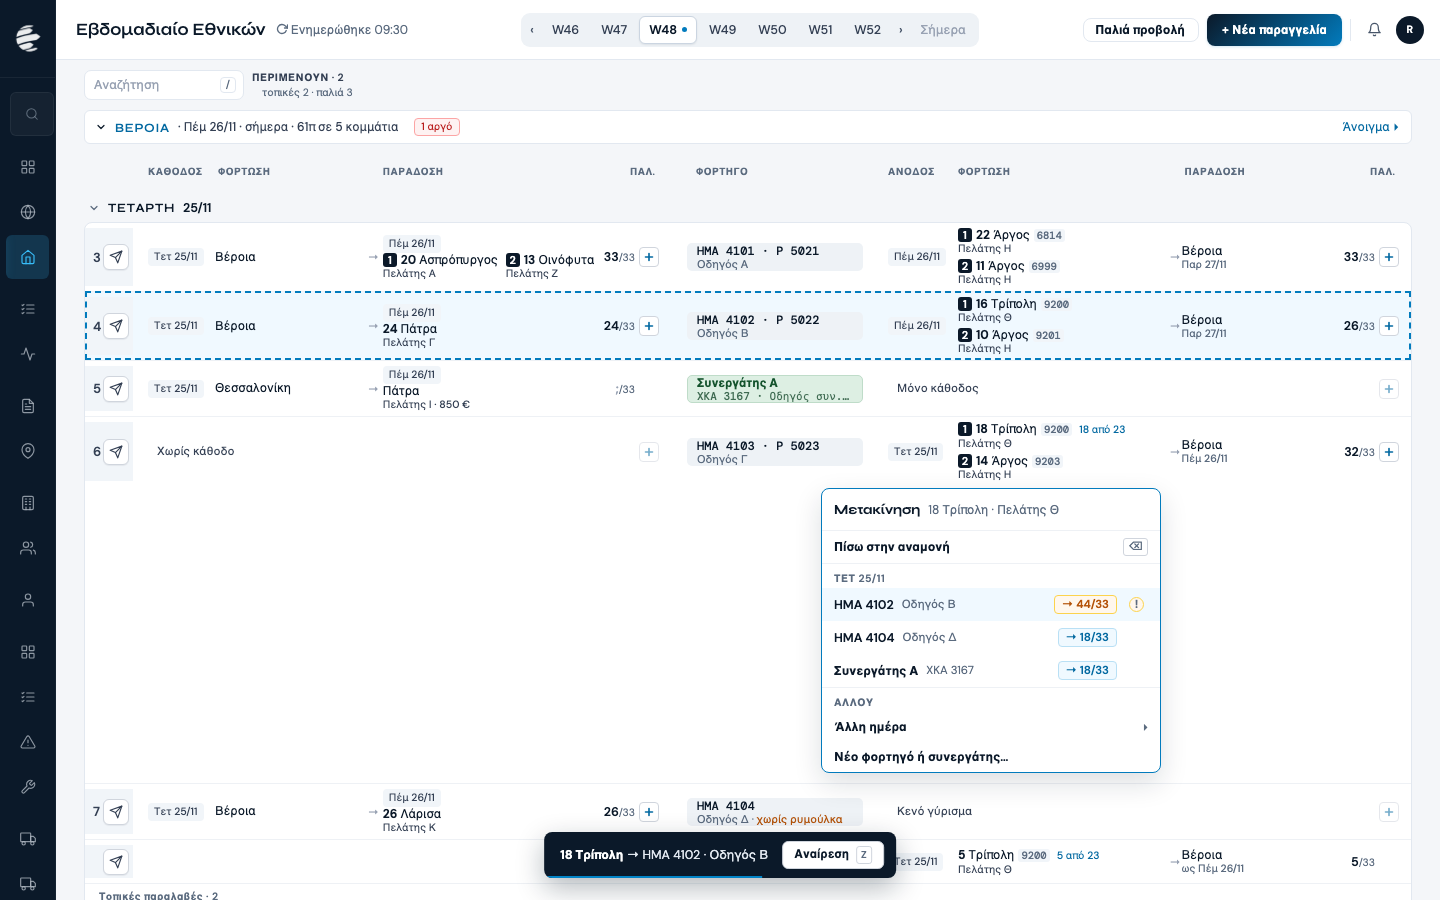 Εβδομαδιαίο Εθνικών
Ενημερώθηκε 09:30
‹ W46 W47 W48 W49 W50 W51 W52 › Σήμερα
Παλιά προβολή
+ Νέα παραγγελία
R
Αναζήτηση /
ΠΕΡΙΜΕΝΟΥΝ · 2
τοπικές 2 · παλιά 3
ΒΕΡΟΙΑ · Πέμ 26/11 · σήμερα · 61π σε 5 κομμάτια 1 αργό Άνοιγμα
ΚΑΘΟΔΟΣ ΦΟΡΤΩΣΗ ΠΑΡΑΔΟΣΗ ΠΑΛ. ΦΟΡΤΗΓΟ ΑΝΟΔΟΣ ΦΟΡΤΩΣΗ ΠΑΡΑΔΟΣΗ ΠΑΛ.
ΤΕΤΑΡΤΗ 25/11
3 Τετ 25/11 Βέροια →
Πέμ 26/11
1 20 Ασπρόπυργος 2 13 Οινόφυτα
Πελάτης Α Πελάτης Ζ
33/33 +
ΗΜΑ 4101 · Ρ 5021
Οδηγός Α
Πέμ 26/11
1 22 Άργος 6814
Πελάτης Η
2 11 Άργος 6999
Πελάτης Η
→ Βέροια
Παρ 27/11
33/33 +
4 Τετ 25/11 Βέροια →
Πέμ 26/11
24 Πάτρα
Πελάτης Γ
24/33 +
ΗΜΑ 4102 · Ρ 5022
Οδηγός Β
Πέμ 26/11
1 16 Τρίπολη 9200
Πελάτης Θ
2 10 Άργος 9201
Πελάτης Η
→ Βέροια
Παρ 27/11
26/33 +
5 Τετ 25/11 Θεσσαλονίκη →
Πέμ 26/11
Πάτρα
Πελάτης Ι · 850 €
;/33
Συνεργάτης Α
ΧΚΑ 3167 · Οδηγός συν.…
Μόνο κάθοδος
+
6 Χωρίς κάθοδο
+
ΗΜΑ 4103 · Ρ 5023
Οδηγός Γ
Τετ 25/11
1 18 Τρίπολη 9200 18 από 23
Πελάτης Θ
2 14 Άργος 9203
Πελάτης Η
→ Βέροια
Πέμ 26/11
32/33 +
Μετακίνηση 18 Τρίπολη · Πελάτης Θ
Πίσω στην αναμονή ⌫
ΤΕΤ 25/11
ΗΜΑ 4102 Οδηγός Β → 44/33 !
ΗΜΑ 4104 Οδηγός Δ → 18/33
Συνεργάτης Α ΧΚΑ 3167 → 18/33
ΑΛΛΟΥ
Άλλη ημέρα
Νέο φορτηγό ή συνεργάτης…
7 Τετ 25/11 Βέροια →
Πέμ 26/11
26 Λάρισα
Πελάτης Κ
26/33 +
ΗΜΑ 4104
Οδηγός Δ · χωρίς ρυμούλκα
Κενό γύρισμα
+
18 Τρίπολη → ΗΜΑ 4102 · Οδηγός Β Αναίρεση Z
Τετ 25/11
5 Τρίπολη 9200 5 από 23
Πελάτης Θ
→ Βέροια
ως Πέμ 26/11
5/33
Τοπικές παραλαβές · 2